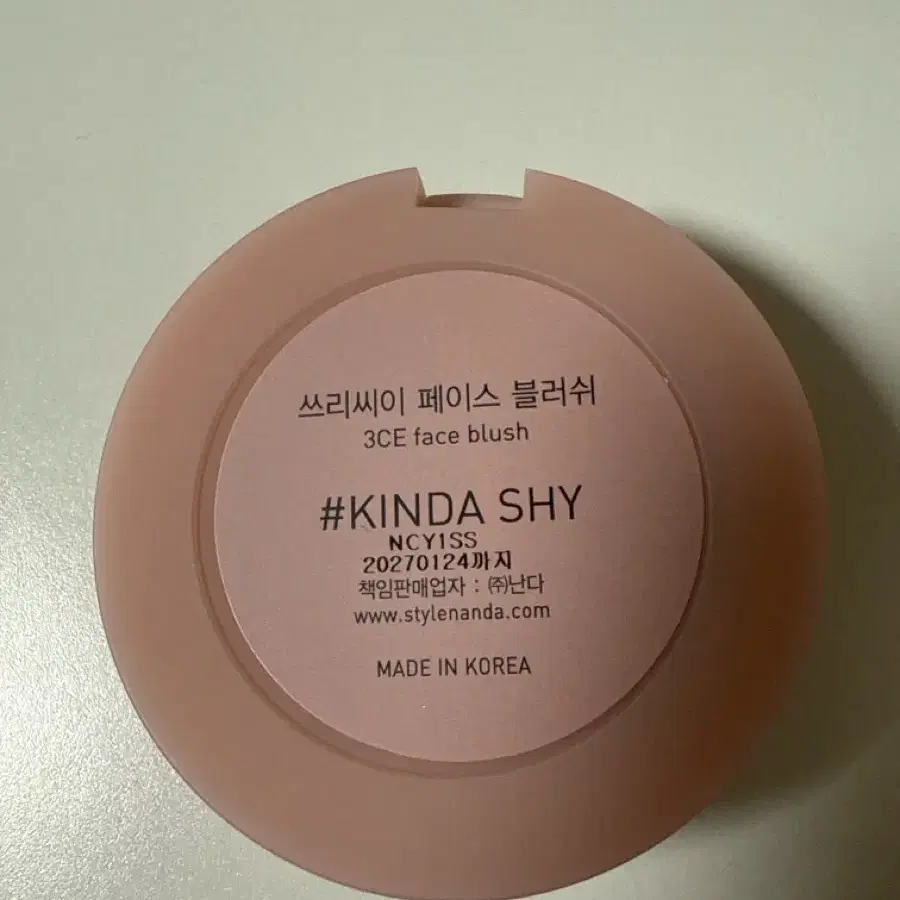 쓰리씨이 페이스 블러쉬
3CE face blush
#KINDA SHY
NCY1SS
20270124까지
책임판매업자 : ㈜난다
www.stylenanda.com
MADE IN KOREA